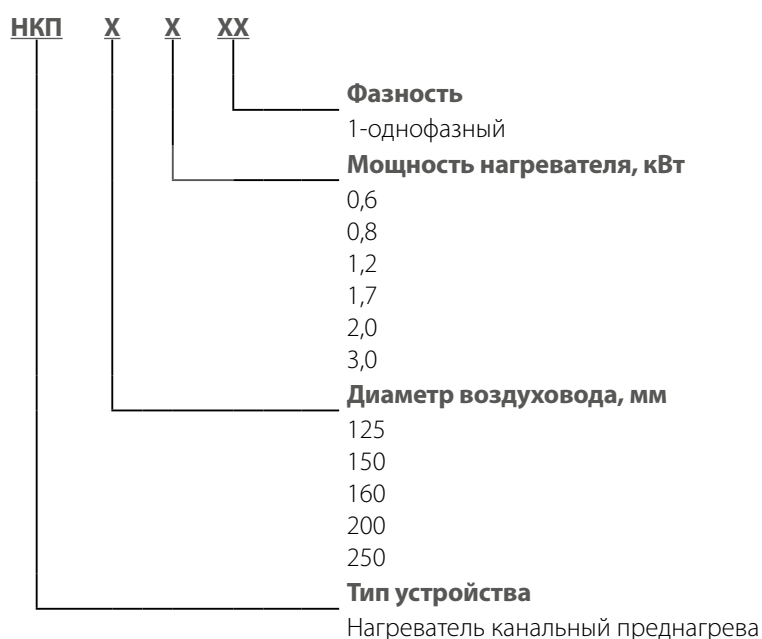 НКП Х Х ХХ
Фазность
1-однофазный
Мощность нагревателя, кВт
0,6
0,8
1,2
1,7
2,0
3,0
Диаметр воздуховода, мм
125
150
160
200
250
Тип устройства
Нагреватель канальный преднагрева